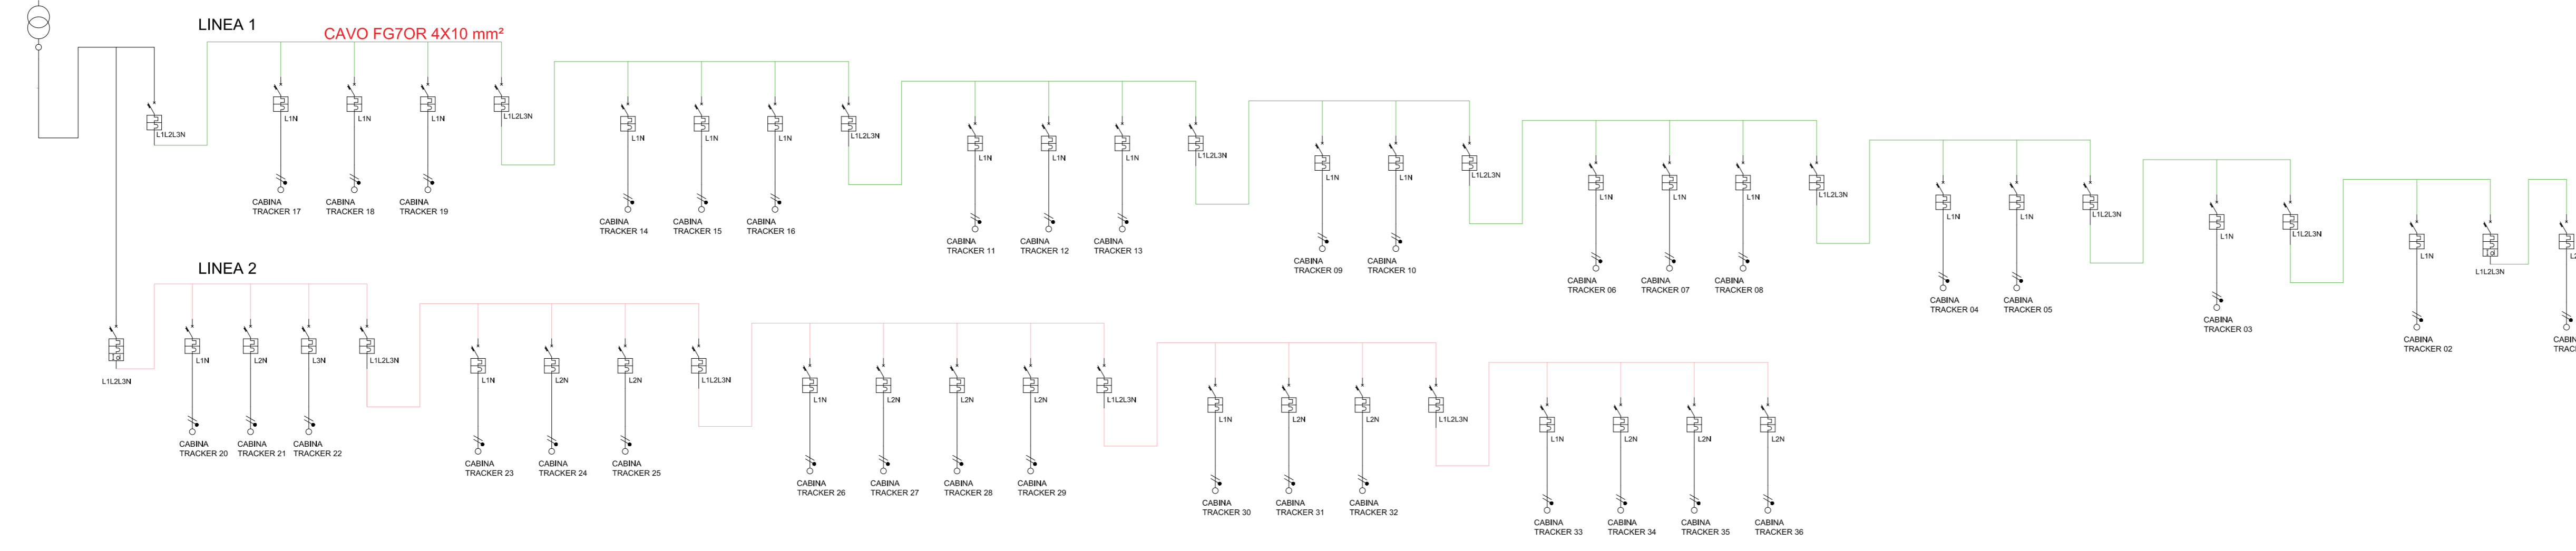 LINEA 1
CAVO FG7OR 4X10 mm²
L1L2L3N
L1N
L1N
L1N
L1L2L3N
CABINA
TRACKER 17
CABINA
TRACKER 18
CABINA
TRACKER 19
L1N
L1N
L1N
L1L2L3N
CABINA
TRACKER 14
CABINA
TRACKER 15
CABINA
TRACKER 16
L1N
L1N
L1N
L1L2L3N
CABINA
TRACKER 11
CABINA
TRACKER 12
CABINA
TRACKER 13
L1N
L1N
L1L2L3N
CABINA
TRACKER 09
CABINA
TRACKER 10
L1N
L1N
L1N
L1L2L3N
CABINA
TRACKER 06
CABINA
TRACKER 07
CABINA
TRACKER 08
L1N
L1N
L1L2L3N
CABINA
TRACKER 04
CABINA
TRACKER 05
L1N
L1L2L3N
CABINA
TRACKER 03
L1N
L1L2L3N
CABINA
TRACKER 02
LINEA 2
L1L2L3N
L1N
L2N
L3N
L1L2L3N
CABINA
TRACKER 20
CABINA
TRACKER 21
CABINA
TRACKER 22
L1N
L2N
L2N
L1L2L3N
CABINA
TRACKER 23
CABINA
TRACKER 24
CABINA
TRACKER 25
L1N
L2N
L2N
L2N
L1L2L3N
CABINA
TRACKER 26
CABINA
TRACKER 27
CABINA
TRACKER 28
CABINA
TRACKER 29
L1N
L2N
L2N
L1L2L3N
CABINA
TRACKER 30
CABINA
TRACKER 31
CABINA
TRACKER 32
L1N
L2N
L2N
L2N
CABINA
TRACKER 33
CABINA
TRACKER 34
CABINA
TRACKER 35
CABINA
TRACKER 36